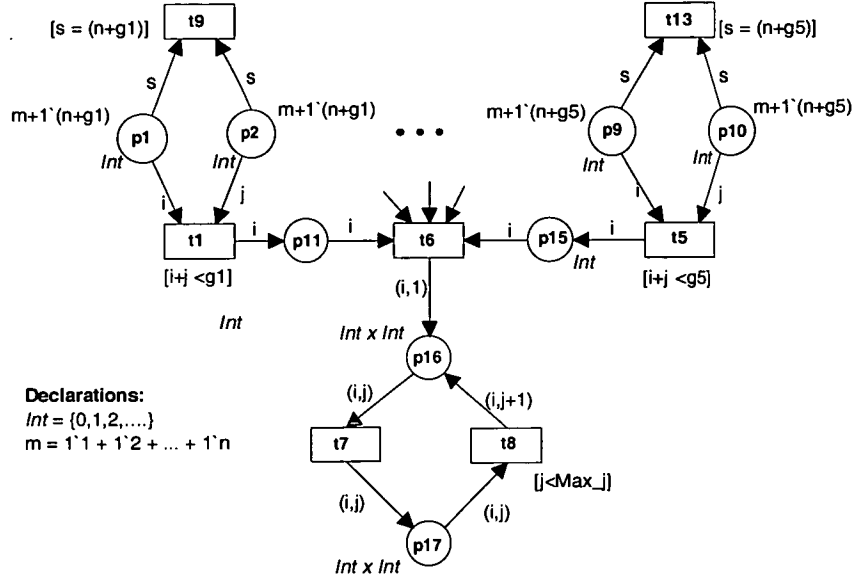 [s = (n+g1)] t9 t13 [s = (n+g5)]
s s s s
m+1`(n+g1) m+1`(n+g1) m+1`(n+g5) m+1`(n+g5)
p1 p2 • • • p9 p10
Int Int Int Int
i j i j
t1 i p11 i t6 i p15 i t5
Int
[i+j <g1] [i+j <g5]
(i,1)
Int
Int x Int
p16
Declarations:
Int = {0,1,2,....}
m = 1`1 + 1`2 + ... + 1`n
(i,j) (i,j+1)
t7 t8
[j<Max_j]
(i,j) (i,j)
p17
Int x Int